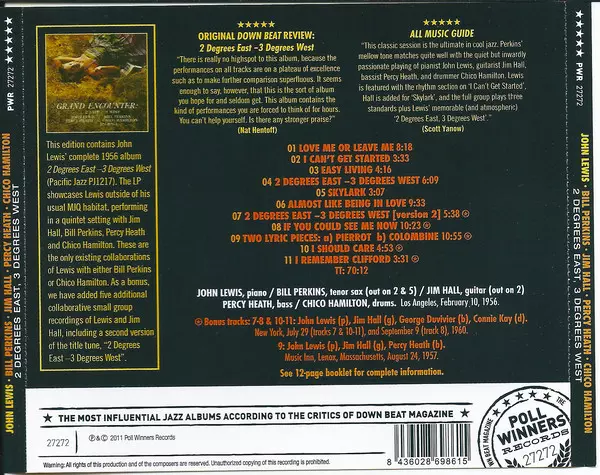 ★★★★★
ORIGINAL DOWN BEAT REVIEW:
2 Degrees East –3 Degrees West
"There is really no highspot to this album, because the
performances on all tracks are on a plateau of excellence
such as to make further comparison superfluous. It seems
enough to say, however, that this is the sort of album
you hope for and seldom get. This album contains the
kind of performances you are forced to think of for hours.
You can't help yourself. Is there any stronger praise?"
(Nat Hentoff)
★★★★★
ALL MUSIC GUIDE
"This classic session is the ultimate in cool jazz. Perkins'
mellow tone matches quite well with the quiet but inwardly
passionate playing of pianist John Lewis, guitarist Jim Hall,
bassist Percy Heath, and drummer Chico Hamilton. Lewis
is featured with the rhythm section on 'I Can't Get Started',
Hall is added for 'Skylark', and the full group plays three
standards plus Lewis' memorable (and atmospheric)
"2 Degrees East, 3 Degrees West"."
(Scott Yanow)
GRAND ENCOUNTER:
This edition contains John
Lewis' complete 1956 album
2 Degrees East –3 Degrees West
(Pacific Jazz PJ1217). The LP
showcases Lewis outside of his
usual MJQ habitat, performing
in a quintet setting with Jim
Hall, Bill Perkins, Percy Heath
and Chico Hamilton. These are
the only existing collaborations
of Lewis with either Bill Perkins
or Chico Hamilton. As a bonus,
we have added five additional
collaborative small group
recordings of Lewis and Jim
Hall, including a second version
of the title tune, "2 Degrees
East –3 Degrees West".
01 LOVE ME OR LEAVE ME 8:18
02 I CAN'T GET STARTED 3:33
03 EASY LIVING 4:16
04 2 DEGREES EAST –3 DEGREES WEST 6:09
05 SKYLARK 3:07
06 ALMOST LIKE BEING IN LOVE 9:33
07 2 DEGREES EAST –3 DEGREES WEST [version 2] 5:38
08 IF YOU COULD SEE ME NOW 10:23
09 TWO LYRIC PIECES: a) PIERROT b) COLOMBINE 10:55
10 I SHOULD CARE 4:53
11 I REMEMBER CLIFFORD 3:31
TT: 70:12
JOHN LEWIS, piano / BILL PERKINS, tenor sax (out on 2 & 5) / JIM HALL, guitar (out on 2)
PERCY HEATH, bass / CHICO HAMILTON, drums. Los Angeles, February 10, 1956.
Bonus tracks: 7-8 & 10-11: John Lewis (p), Jim Hall (g), George Duvivier (b), Connie Kay (d).
New York, July 29 (tracks 7 & 10-11), and September 9 (track 8), 1960.
9: John Lewis (p), Jim Hall (g), Percy Heath (b).
Music Inn, Lenox, Massachusetts, August 24, 1957.
See 12-page booklet for complete information.
★ THE MOST INFLUENTIAL JAZZ ALBUMS ACCORDING TO THE CRITICS OF DOWN BEAT MAGAZINE ★
27272
℗ & © 2011 Poll Winners Records
Warning: All rights of this production and of the composers are reserved. Unauthorized copying of this recording is prohibited.
8 436028 698615
POLL
WINNERS
RECORDS
27272
★★★★★
PWR 27272
JOHN LEWIS · BILL PERKINS · JIM HALL · PERCY HEATH · CHICO HAMILTON
2 DEGREES EAST, 3 DEGREES WEST
★★★★★
PWR 27272
JOHN LEWIS · BILL PERKINS · JIM HALL · PERCY HEATH · CHICO HAMILTON
2 DEGREES EAST, 3 DEGREES WEST